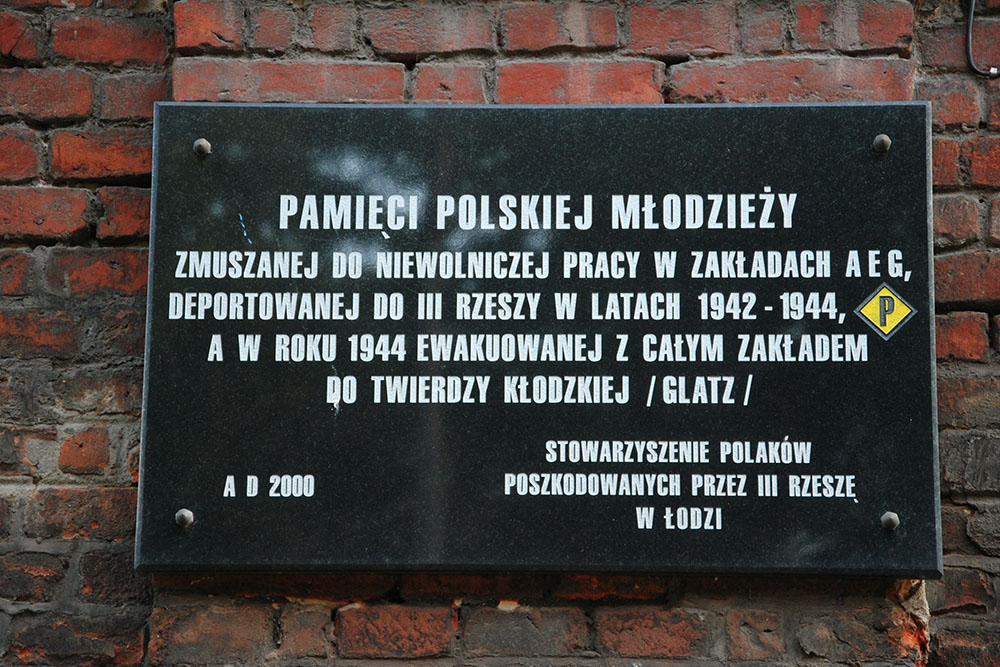 PAMIĘCI POLSKIEJ MŁODZIEŻY
ZMUSZANEJ DO NIEWOLNICZEJ PRACY W ZAKŁADACH A E G,
DEPORTOWANEJ DO III RZESZY W LATACH 1942 - 1944, P
A W ROKU 1944 EWAKUOWANEJ Z CAŁYM ZAKŁADEM
DO TWIERDZY KŁODZKIEJ / GLATZ /
STOWARZYSZENIE POLAKÓW
A D 2000 POSZKODOWANYCH PRZEZ III RZESZĘ
W ŁODZI